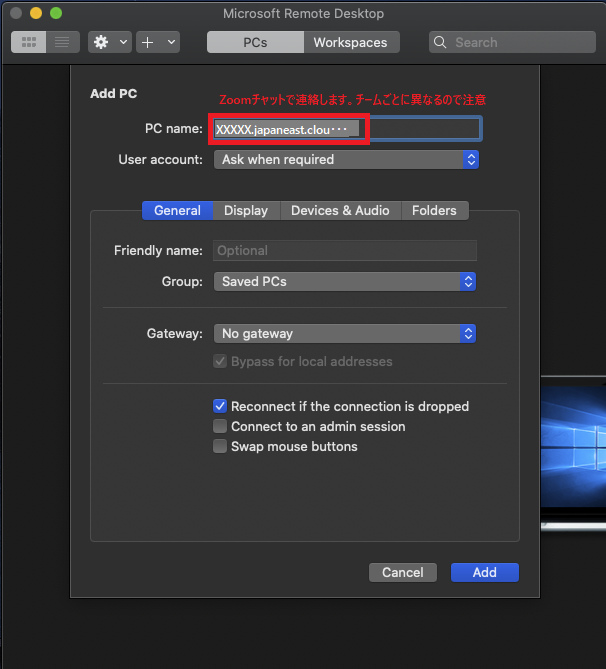 Microsoft Remote Desktop
PCs
Workspaces
Search
Add PC
Zoomチャットで連絡します。チームごとに異なるので注意
PC name:
XXXXX.japaneast.clou･･･
User account:
Ask when required
General
Display
Devices & Audio
Folders
Friendly name:
Optional
Group:
Saved PCs
Gateway:
No gateway
Bypass for local addresses
Reconnect if the connection is dropped
Connect to an admin session
Swap mouse buttons
Cancel
Add